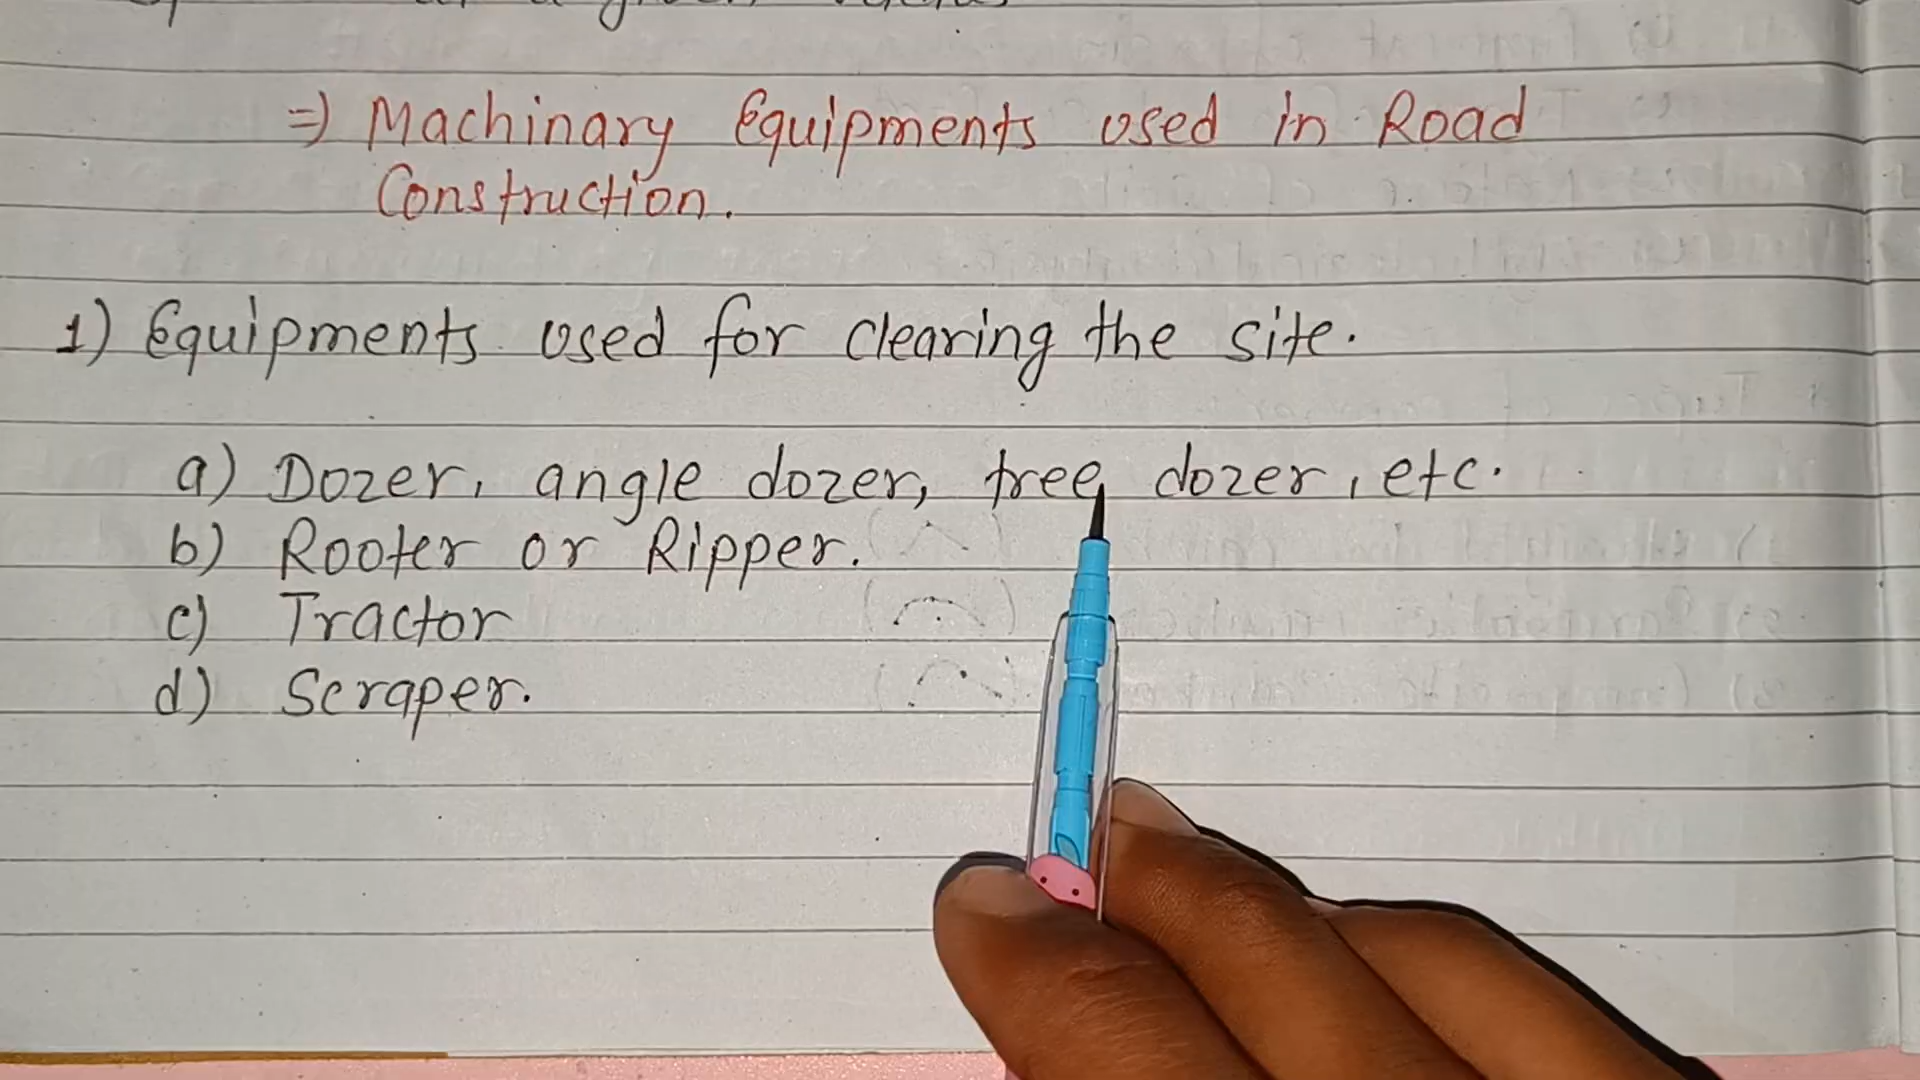 =) Machinary Equipments used in Road
Construction.
1) Equipments used for clearing the site.
a) Dozer, angle dozer, tree dozer, etc.
b) Rooter or Ripper.
c) Tractor
d) Scraper.